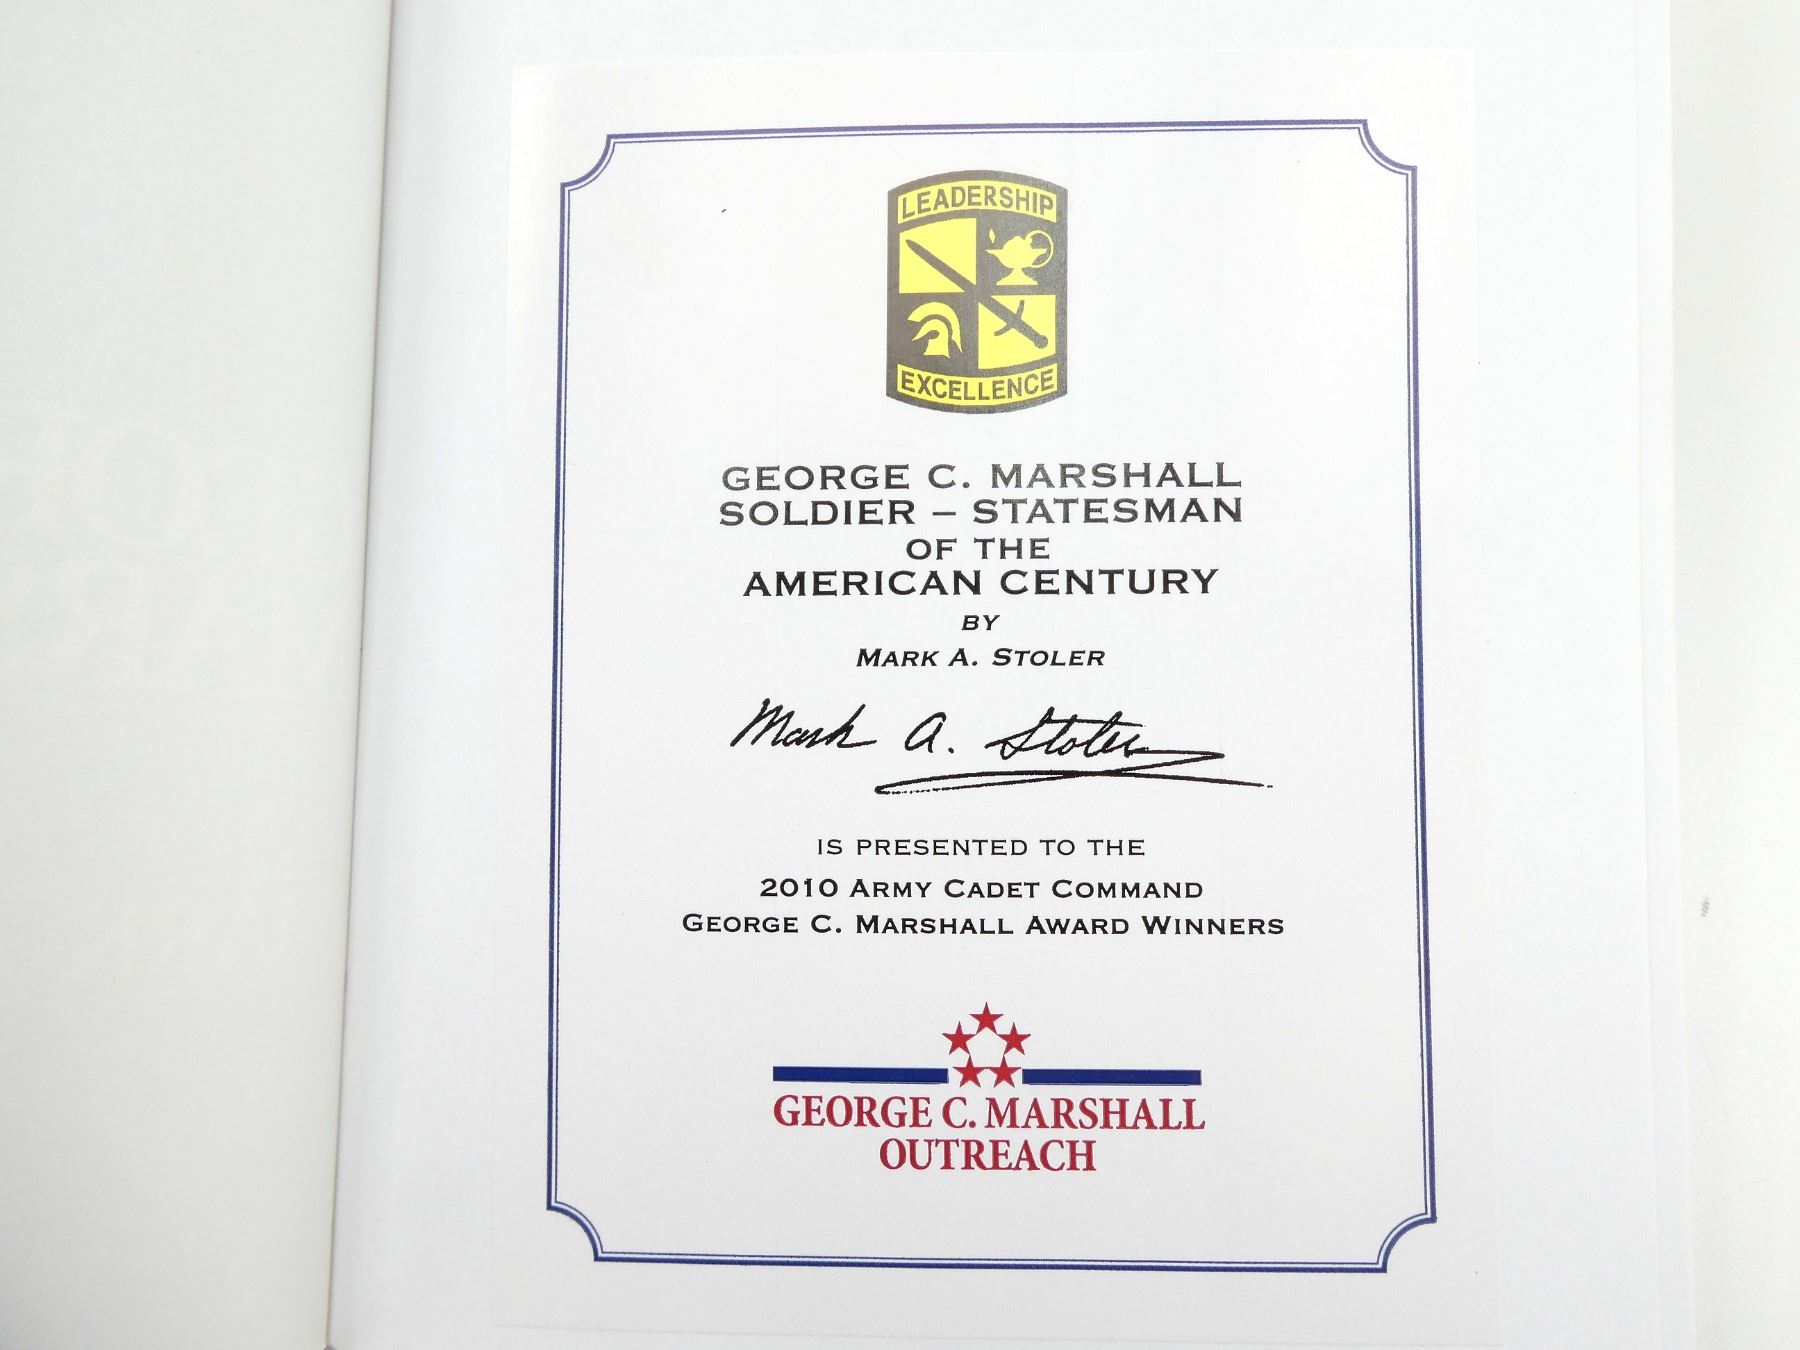 LEADERSHIP
EXCELLENCE
GEORGE C. MARSHALL
SOLDIER – STATESMAN
OF THE
AMERICAN CENTURY
BY
MARK A. STOLER
Mark A. Stoler
IS PRESENTED TO THE
2010 ARMY CADET COMMAND
GEORGE C. MARSHALL AWARD WINNERS
GEORGE C. MARSHALL
OUTREACH